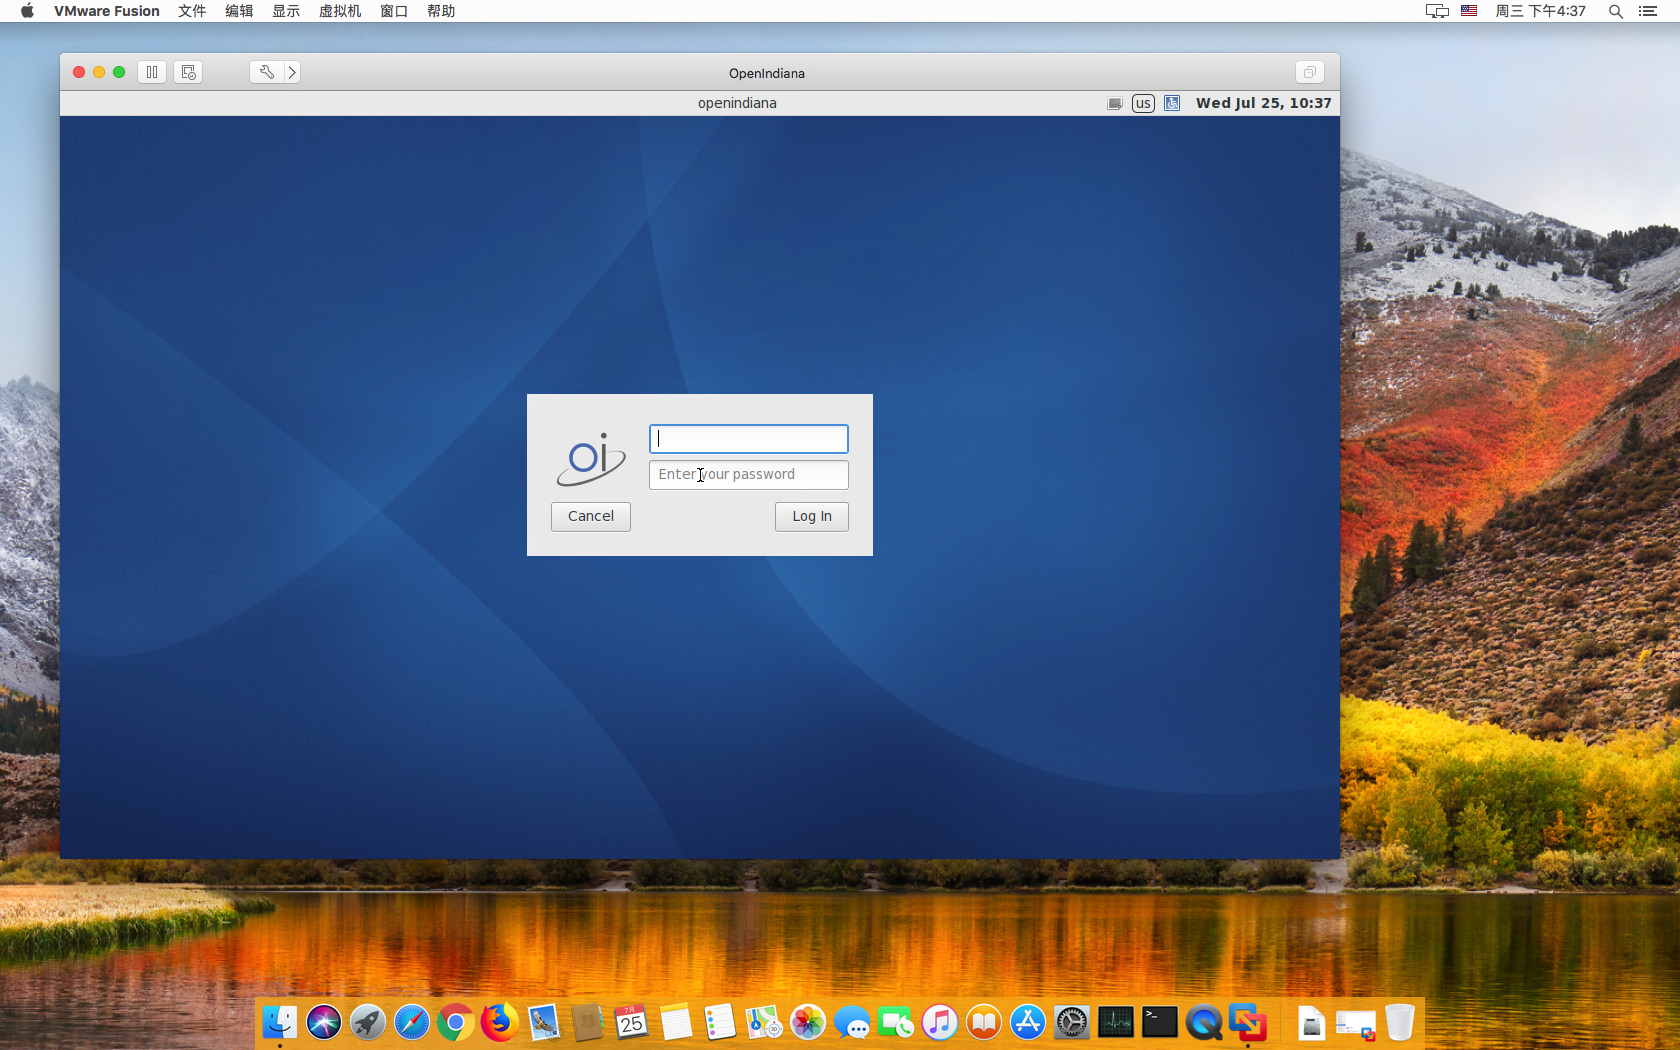 VMware Fusion 文件 编辑 显示 虚拟机 窗口 帮助 周三 下午4:37
OpenIndiana
openindiana us Wed Jul 25, 10:37
oi
Enter your password
Cancel Log In
7月
25